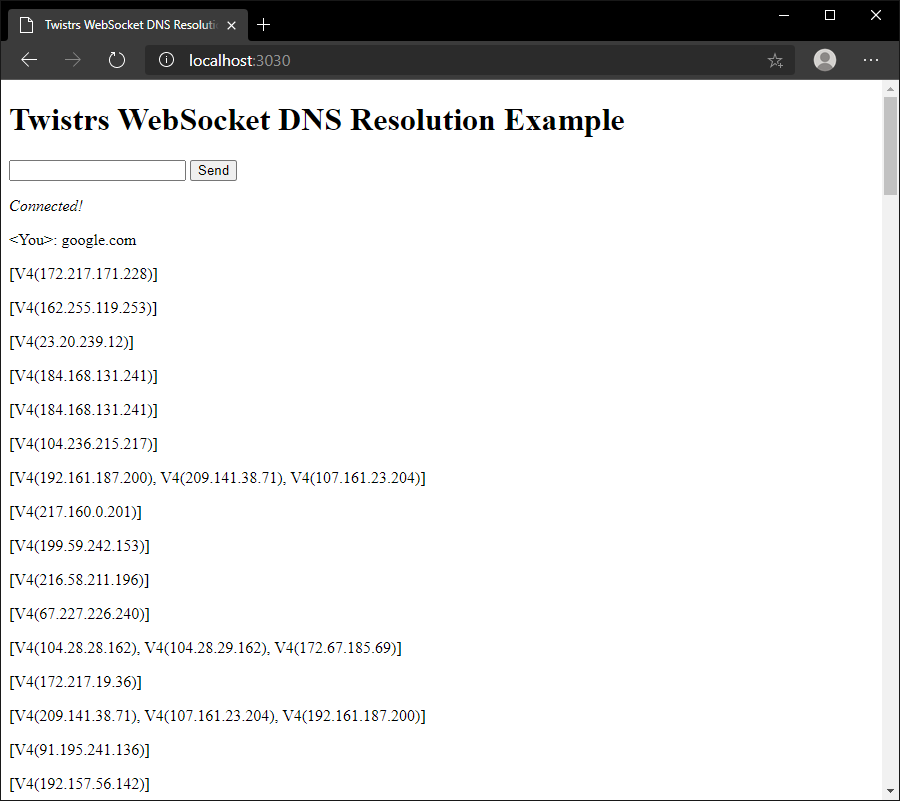 Twistrs WebSocket DNS Resoluti
localhost:3030
Twistrs WebSocket DNS Resolution Example
Send
Connected!
<You>: google.com
[V4(172.217.171.228)]
[V4(162.255.119.253)]
[V4(23.20.239.12)]
[V4(184.168.131.241)]
[V4(184.168.131.241)]
[V4(104.236.215.217)]
[V4(192.161.187.200), V4(209.141.38.71), V4(107.161.23.204)]
[V4(217.160.0.201)]
[V4(199.59.242.153)]
[V4(216.58.211.196)]
[V4(67.227.226.240)]
[V4(104.28.28.162), V4(104.28.29.162), V4(172.67.185.69)]
[V4(172.217.19.36)]
[V4(209.141.38.71), V4(107.161.23.204), V4(192.161.187.200)]
[V4(91.195.241.136)]
[V4(192.157.56.142)]